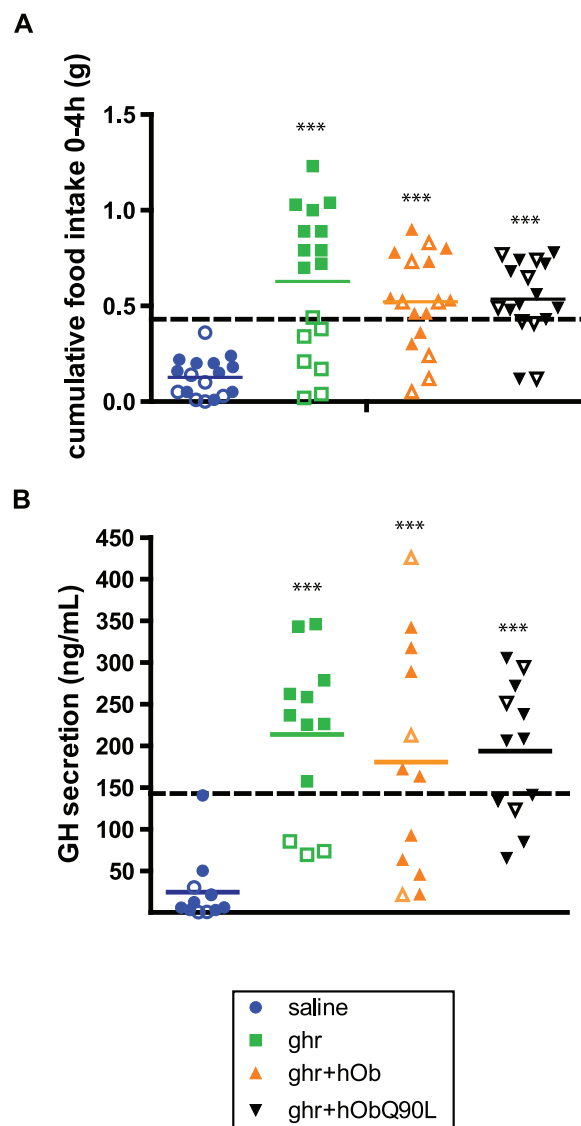 A
cumulative food intake 0-4h (g)
1.5
1.0
0.5
0.0
***
***
***
B
GH secretion (ng/mL)
450
400
350
300
250
200
150
100
50
***
***
***
saline
ghr
ghr+hOb
ghr+hObQ90L